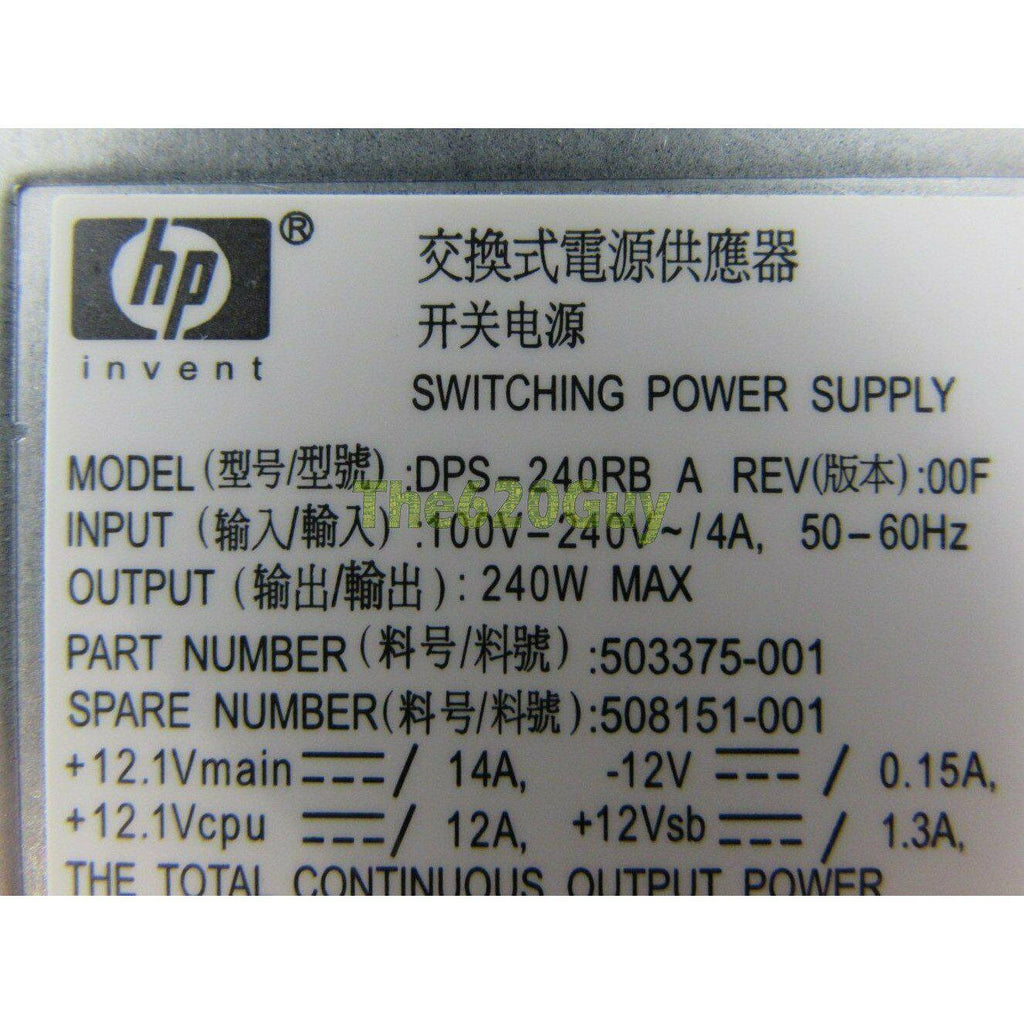 hp ®
invent
交換式電源供應器
开关电源
SWITCHING POWER SUPPLY
MODEL (型号/型號) :DPS-240RB A REV(版本) :00F
The620Guy
INPUT (输入/輸入) :100V-240V~/4A, 50-60Hz
OUTPUT (输出/輸出) : 240W MAX
PART NUMBER (料号/料號) :503375-001
SPARE NUMBER(料号/料號) :508151-001
+12.1Vmain ⎓ / 14A, -12V ⎓ / 0.15A,
+12.1Vcpu ⎓ / 12A, +12Vsb ⎓ / 1.3A,
THE TOTAL CONTINUOUS OUTPUT POWER